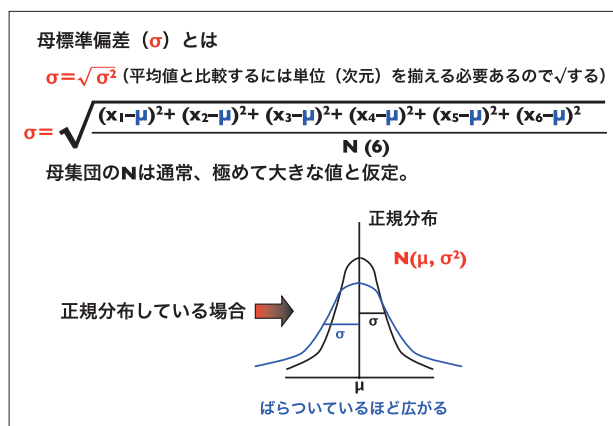 母標準偏差（σ）とは
σ=√σ²（平均値と比較するには単位（次元）を揃える必要あるので√する）
σ=√(x₁–μ)²+ (x₂–μ)²+ (x₃–μ)²+ (x₄–μ)²+ (x₅–μ)²+ (x₆–μ)²
N (6)
母集団のNは通常、極めて大きな値と仮定。
正規分布
N(μ, σ²)
正規分布している場合
σ
σ
μ
ばらついているほど広がる